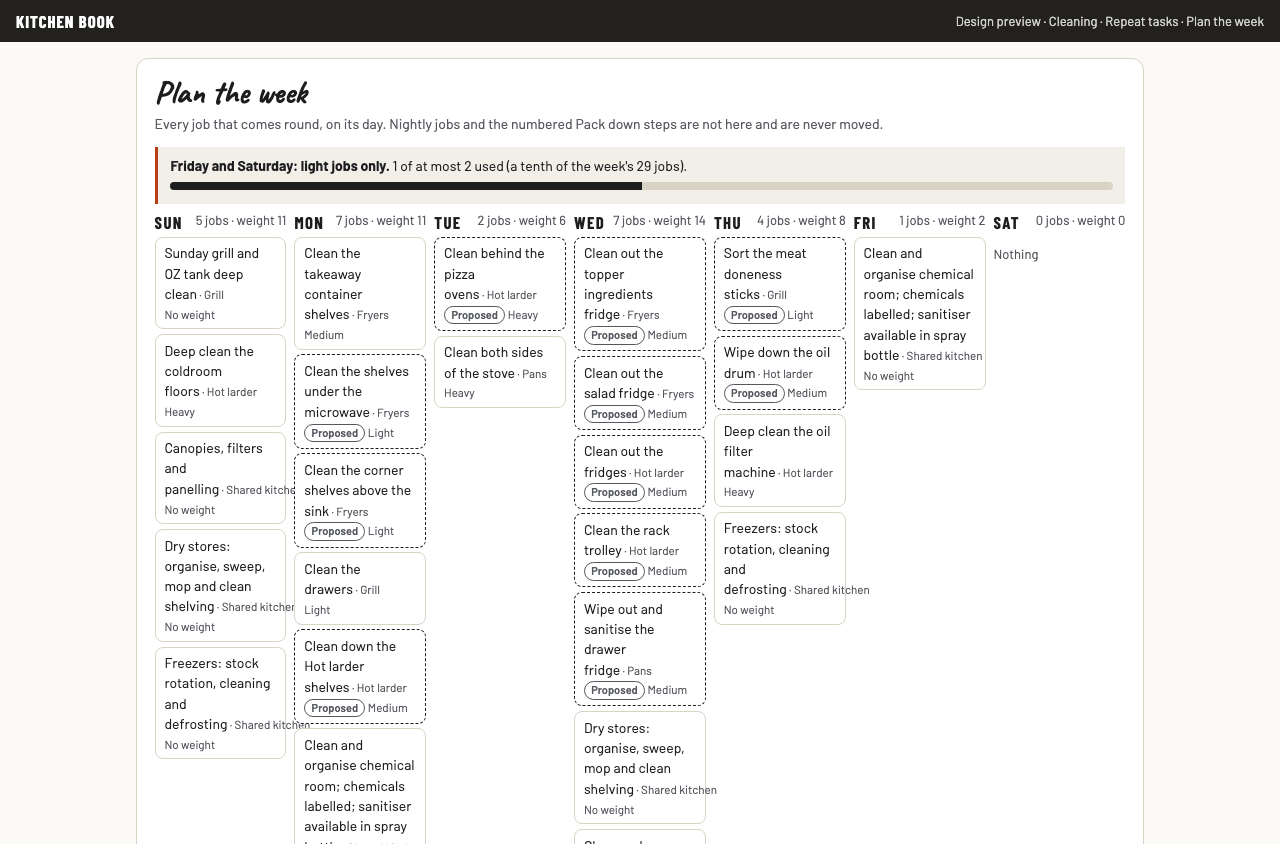 KITCHEN BOOK
Design preview · Cleaning · Repeat tasks · Plan the week
Plan the week
Every job that comes round, on its day. Nightly jobs and the numbered Pack down steps are not here and are never moved.
Friday and Saturday: light jobs only. 1 of at most 2 used (a tenth of the week's 29 jobs).
SUN 5 jobs · weight 11
Sunday grill and
OZ tank deep
clean · Grill
No weight
Deep clean the
coldroom
floors · Hot larder
Heavy
Canopies, filters
and
panelling · Shared kitche
No weight
Dry stores:
organise, sweep,
mop and clean
shelving · Shared kitchen
No weight
Freezers: stock
rotation, cleaning
and
defrosting · Shared kitchen
No weight
MON 7 jobs · weight 11
Clean the
takeaway
container
shelves · Fryers
Medium
Clean the shelves
under the
microwave · Fryers
Proposed Light
Clean the corner
shelves above the
sink · Fryers
Proposed Light
Clean the
drawers · Grill
Light
Clean down the
Hot larder
shelves · Hot larder
Proposed Medium
Clean and
organise chemical
room; chemicals
labelled; sanitiser
available in spray
TUE 2 jobs · weight 6
Clean behind the
pizza
ovens · Hot larder
Proposed Heavy
Clean both sides
of the stove · Pans
Heavy
WED 7 jobs · weight 14
Clean out the
topper
ingredients
fridge · Fryers
Proposed Medium
Clean out the
salad fridge · Fryers
Proposed Medium
Clean out the
fridges · Hot larder
Proposed Medium
Clean the rack
trolley · Hot larder
Proposed Medium
Wipe out and
sanitise the
drawer
fridge · Pans
Proposed Medium
Dry stores:
organise, sweep,
mop and clean
shelving · Shared kitchen
No weight
THU 4 jobs · weight 8
Sort the meat
doneness
sticks · Grill
Proposed Light
Wipe down the oil
drum · Hot larder
Proposed Medium
Deep clean the oil
filter
machine · Hot larder
Heavy
Freezers: stock
rotation, cleaning
and
defrosting · Shared kitchen
No weight
FRI 1 jobs · weight 2
Clean and
organise chemical
room; chemicals
labelled; sanitiser
available in spray
bottle · Shared kitchen
No weight
SAT 0 jobs · weight 0
Nothing